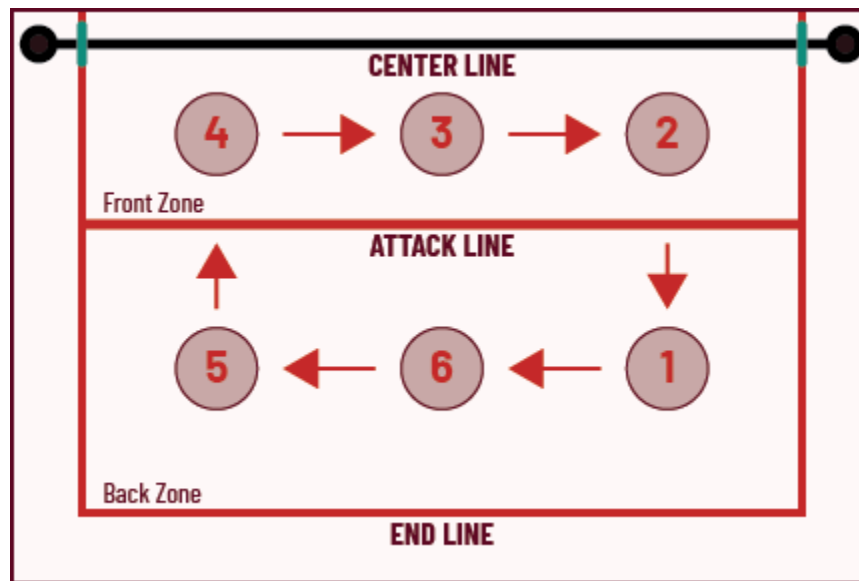 CENTER LINE
4 3 2
Front Zone
ATTACK LINE
5 6 1
Back Zone
END LINE